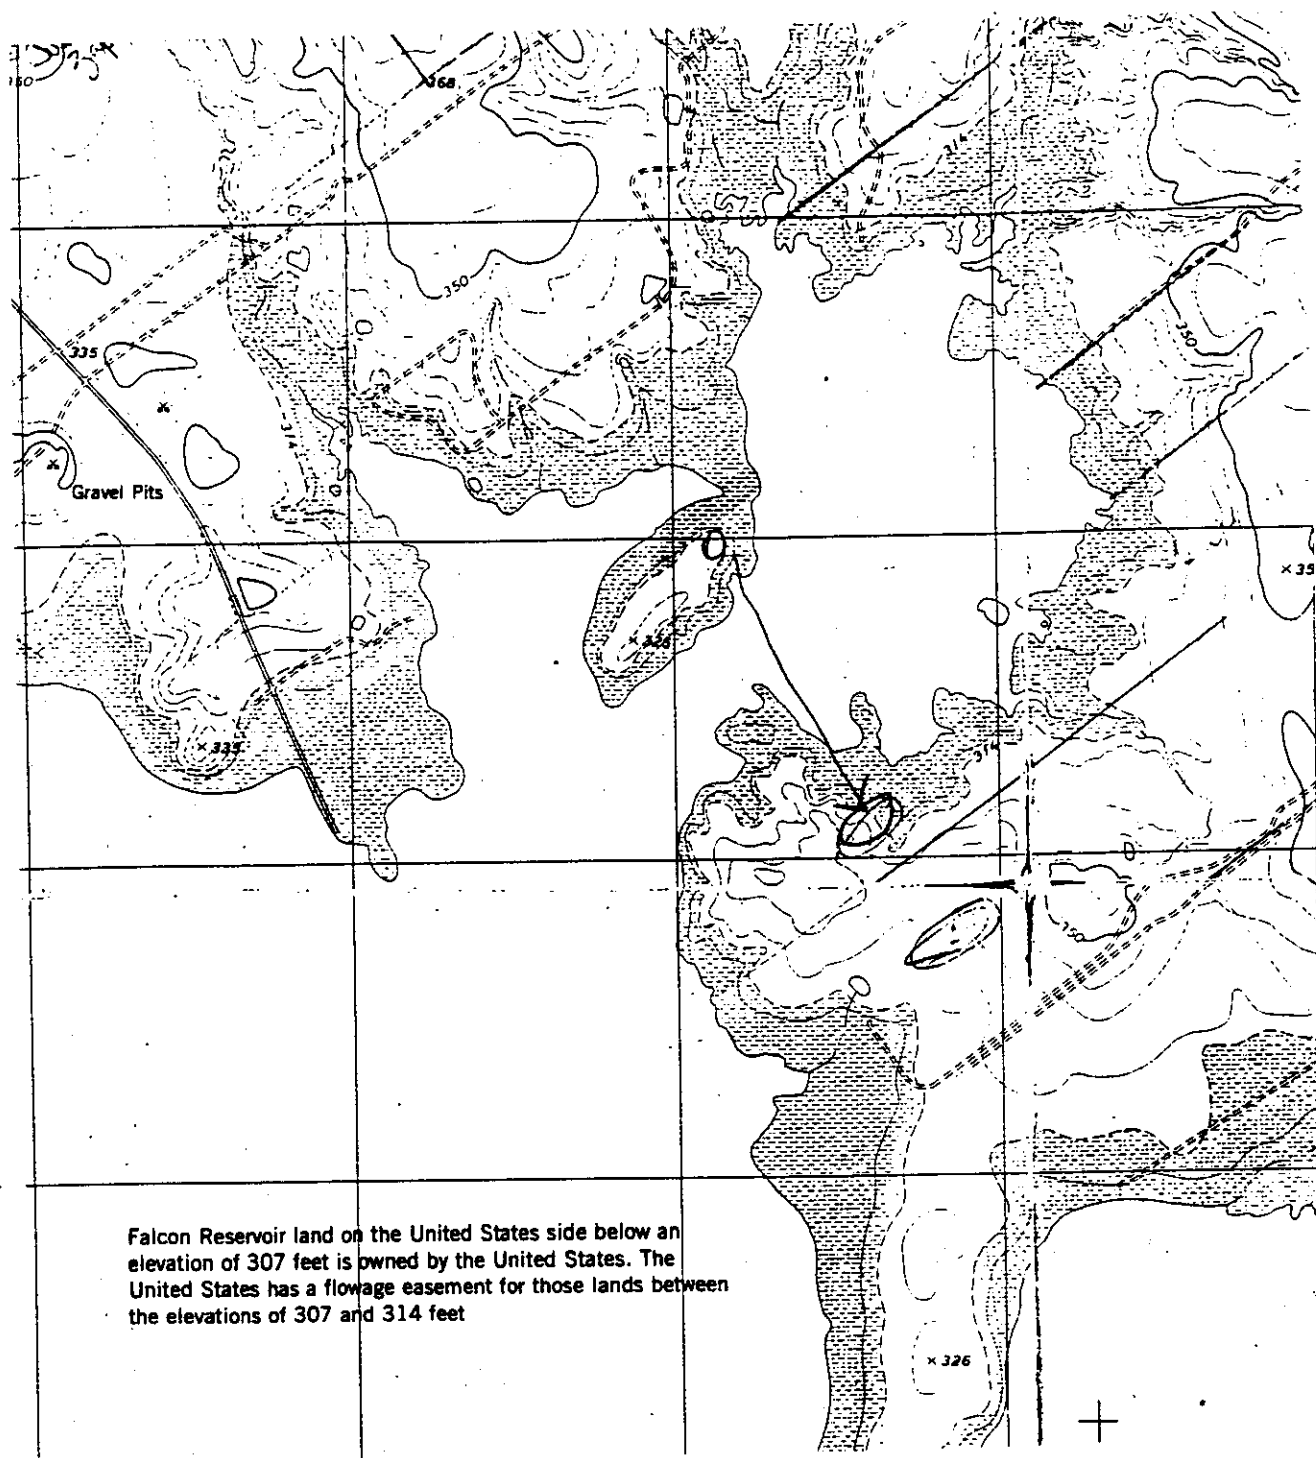 368
314
350
335
350
314
Gravel Pits
326
335
314
350
Falcon Reservoir land on the United States side below an
elevation of 307 feet is owned by the United States. The
United States has a flowage easement for those lands between
the elevations of 307 and 314 feet
326